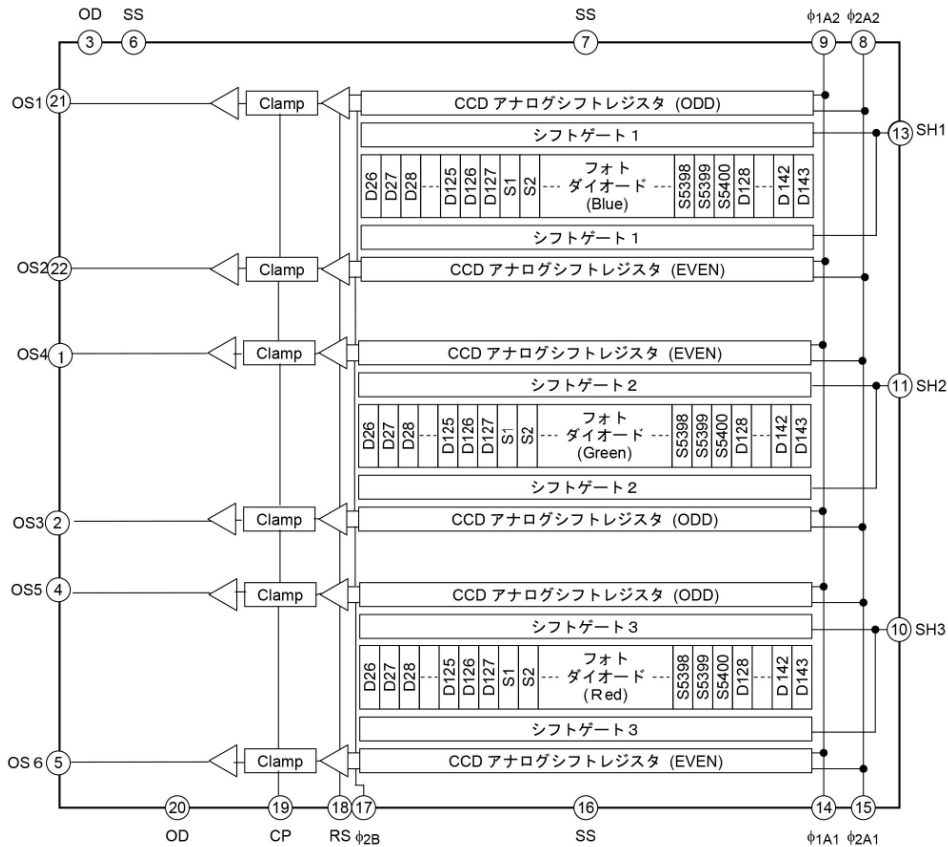 OD SS SS φ1A2 φ2A2
3 6 7 9 8
OS1 21 Clamp CCD アナログシフトレジスタ (ODD)
シフトゲート 1 13 SH1
D26 D27 D28 D125 D126 D127 S1 S2 フォト ダイオード (Blue) S5398 S5399 S5400 D128 D142 D143
シフトゲート 1
OS2 22 Clamp CCD アナログシフトレジスタ (EVEN)
OS4 1 Clamp CCD アナログシフトレジスタ (EVEN)
シフトゲート 2 11 SH2
D26 D27 D28 D125 D126 D127 S1 S2 フォト ダイオード (Green) S5398 S5399 S5400 D128 D142 D143
シフトゲート 2
OS3 2 Clamp CCD アナログシフトレジスタ (ODD)
OS5 4 Clamp CCD アナログシフトレジスタ (ODD)
シフトゲート 3 10 SH3
D26 D27 D28 D125 D126 D127 S1 S2 フォト ダイオード (Red) S5398 S5399 S5400 D128 D142 D143
シフトゲート 3
OS 6 5 Clamp CCD アナログシフトレジスタ (EVEN)
20 19 18 17 16 14 15
OD CP RS φ2B SS φ1A1 φ2A1